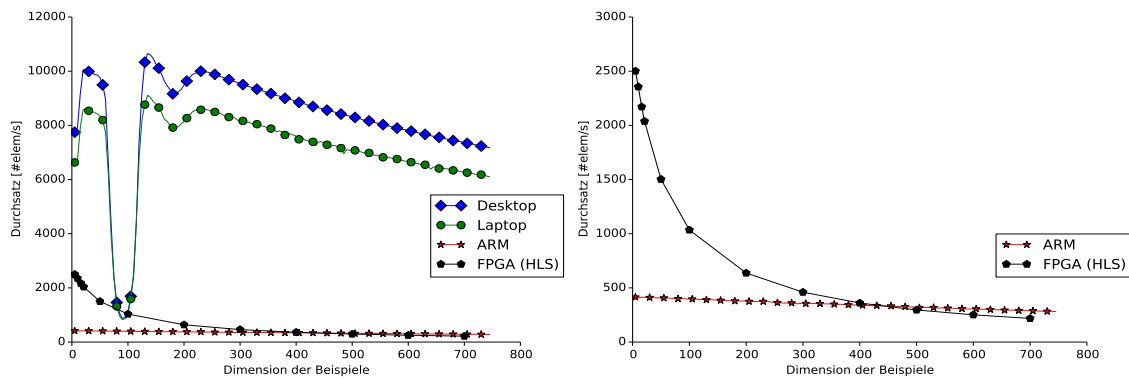 12000
10000
8000
6000
4000
2000
0
Durchsatz [#elem/s]
0 100 200 300 400 500 600 700 800
Dimension der Beispiele
Desktop
Laptop
ARM
FPGA (HLS)
3000
2500
2000
1500
1000
500
0
Durchsatz [#elem/s]
0 100 200 300 400 500 600 700 800
Dimension der Beispiele
ARM
FPGA (HLS)